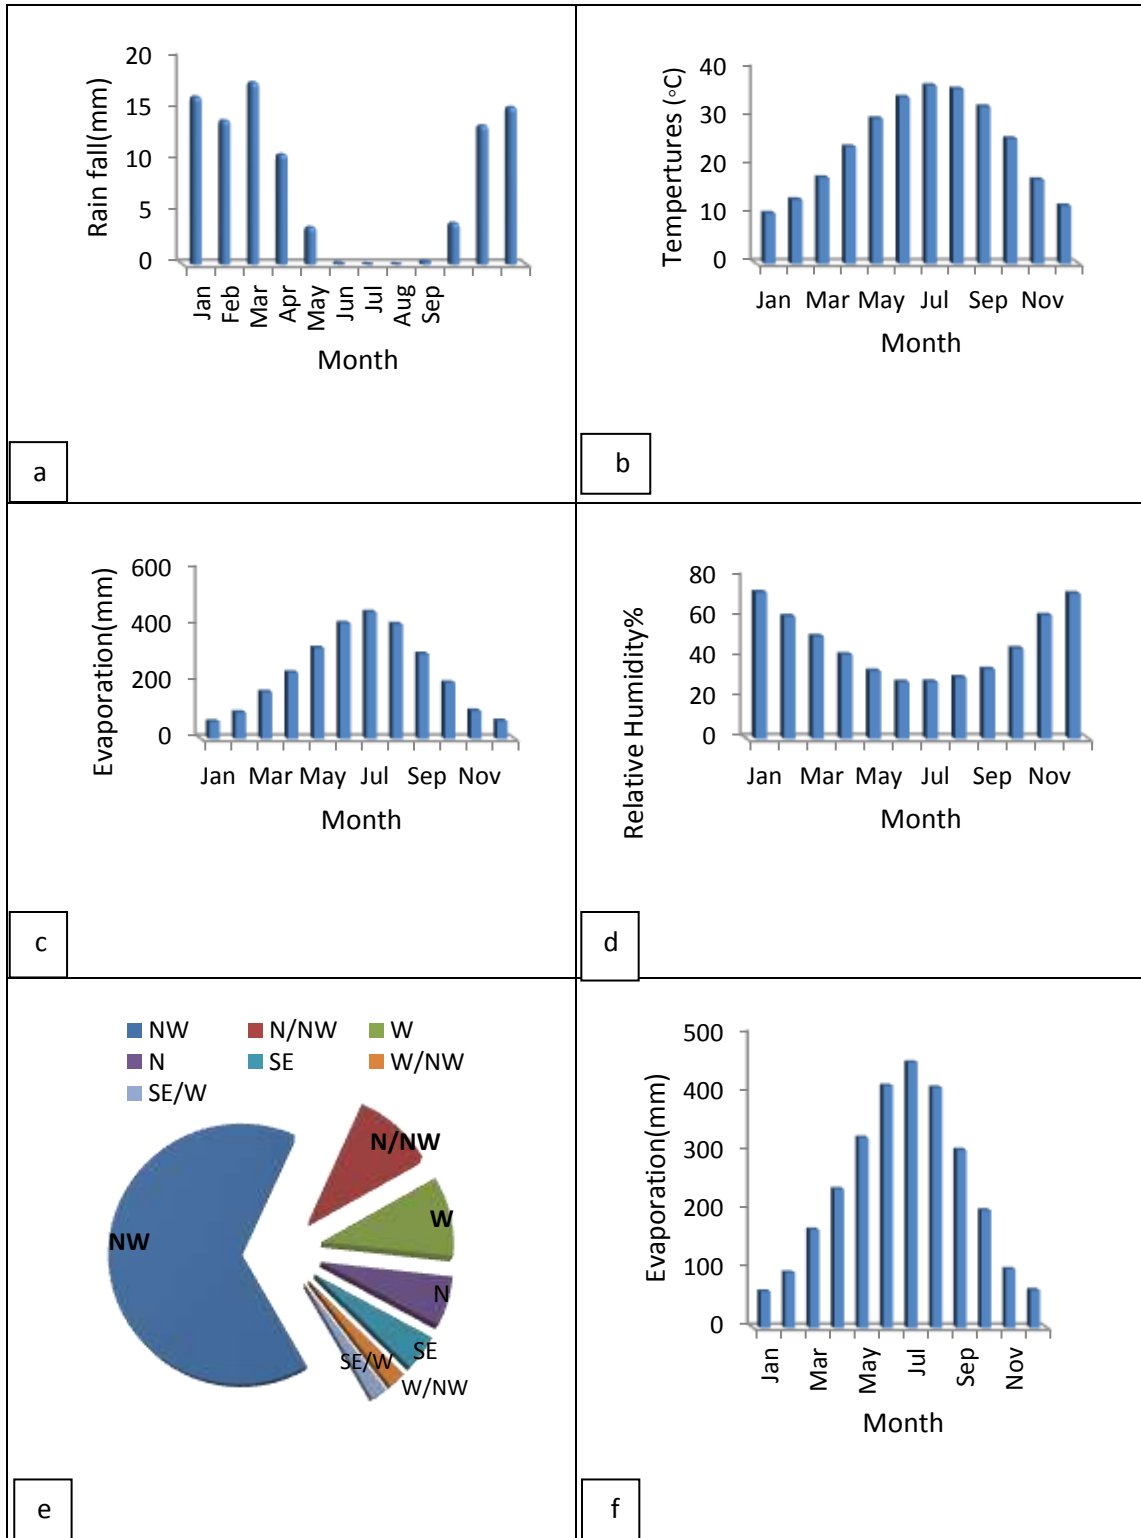 20
15
10
5
0
Rain fall(mm)
Jan
Feb
Mar
Apr
May
Jun
Jul
Aug
Sep
Month
a
40
30
20
10
0
Tempertures (◦C)
Jan Mar May Jul Sep Nov
Month
b
600
400
200
0
Evaporation(mm)
Jan Mar May Jul Sep Nov
Month
c
80
60
40
20
0
Relative Humidity%
Jan Mar May Jul Sep Nov
Month
d
NW N/NW W
N SE W/NW
SE/W
N/NW
W
NW
N
SE
SE/W
W/NW
e
500
400
300
200
100
0
Evaporation(mm)
Jan
Mar
May
Jul
Sep
Nov
Month
f